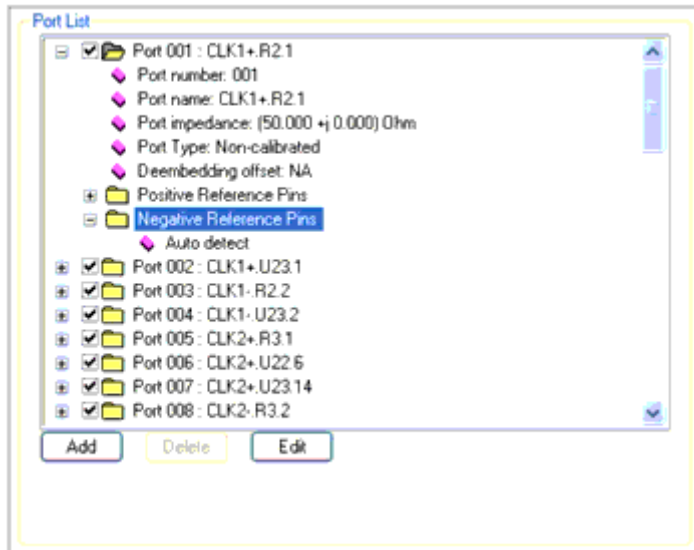 Port List
Port 001 : CLK1+.R2.1
Port number: 001
Port name: CLK1+.R2.1
Port impedance: (50.000 +j 0.000) Ohm
Port Type: Non-calibrated
Deembedding offset: NA
Positive Reference Pins
Negative Reference Pins
Auto detect
Port 002 : CLK1+.U23.1
Port 003 : CLK1-.R2.2
Port 004 : CLK1-.U23.2
Port 005 : CLK2+.R3.1
Port 006 : CLK2+.U22.6
Port 007 : CLK2+.U23.14
Port 008 : CLK2-.R3.2
Add Delete Edit